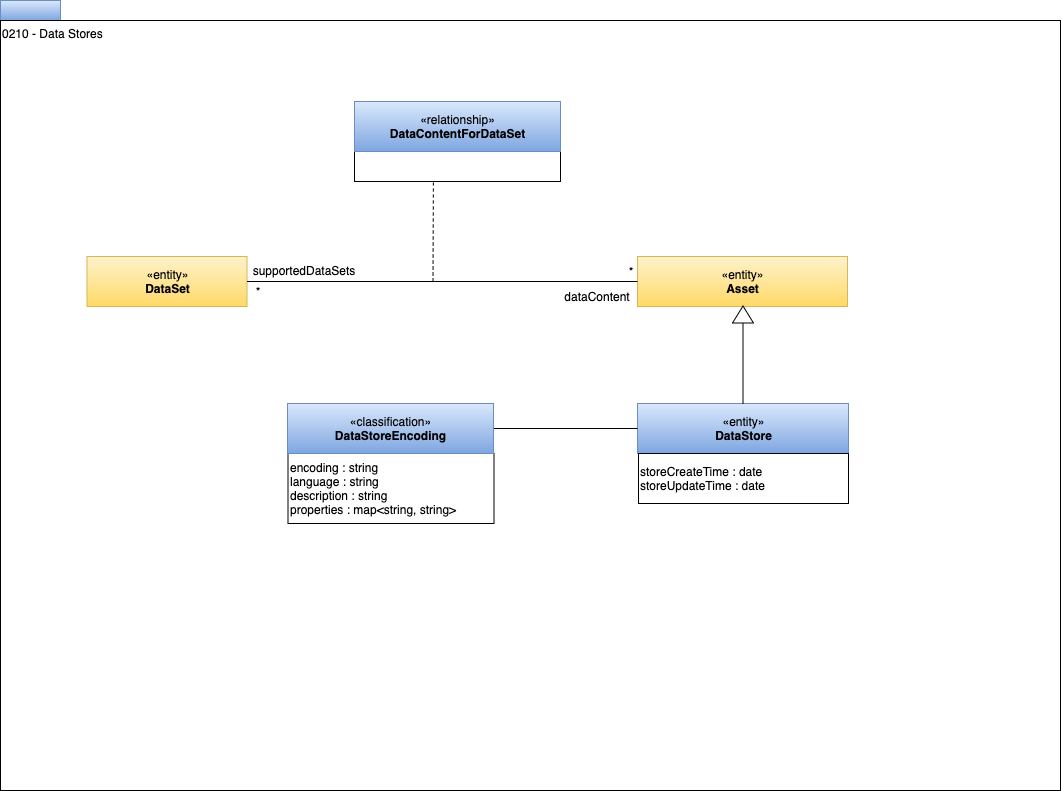 0210 - Data Stores
«relationship»
DataContentForDataSet
«entity»
DataSet
supportedDataSets
*
*
dataContent
«entity»
Asset
«classification»
DataStoreEncoding
encoding : string
language : string
description : string
properties : map<string, string>
«entity»
DataStore
storeCreateTime : date
storeUpdateTime : date